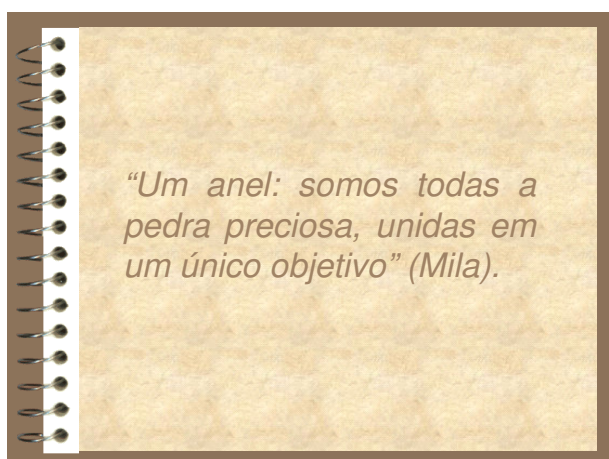 “Um anel: somos todas a
pedra preciosa, unidas em
um único objetivo” (Mila).